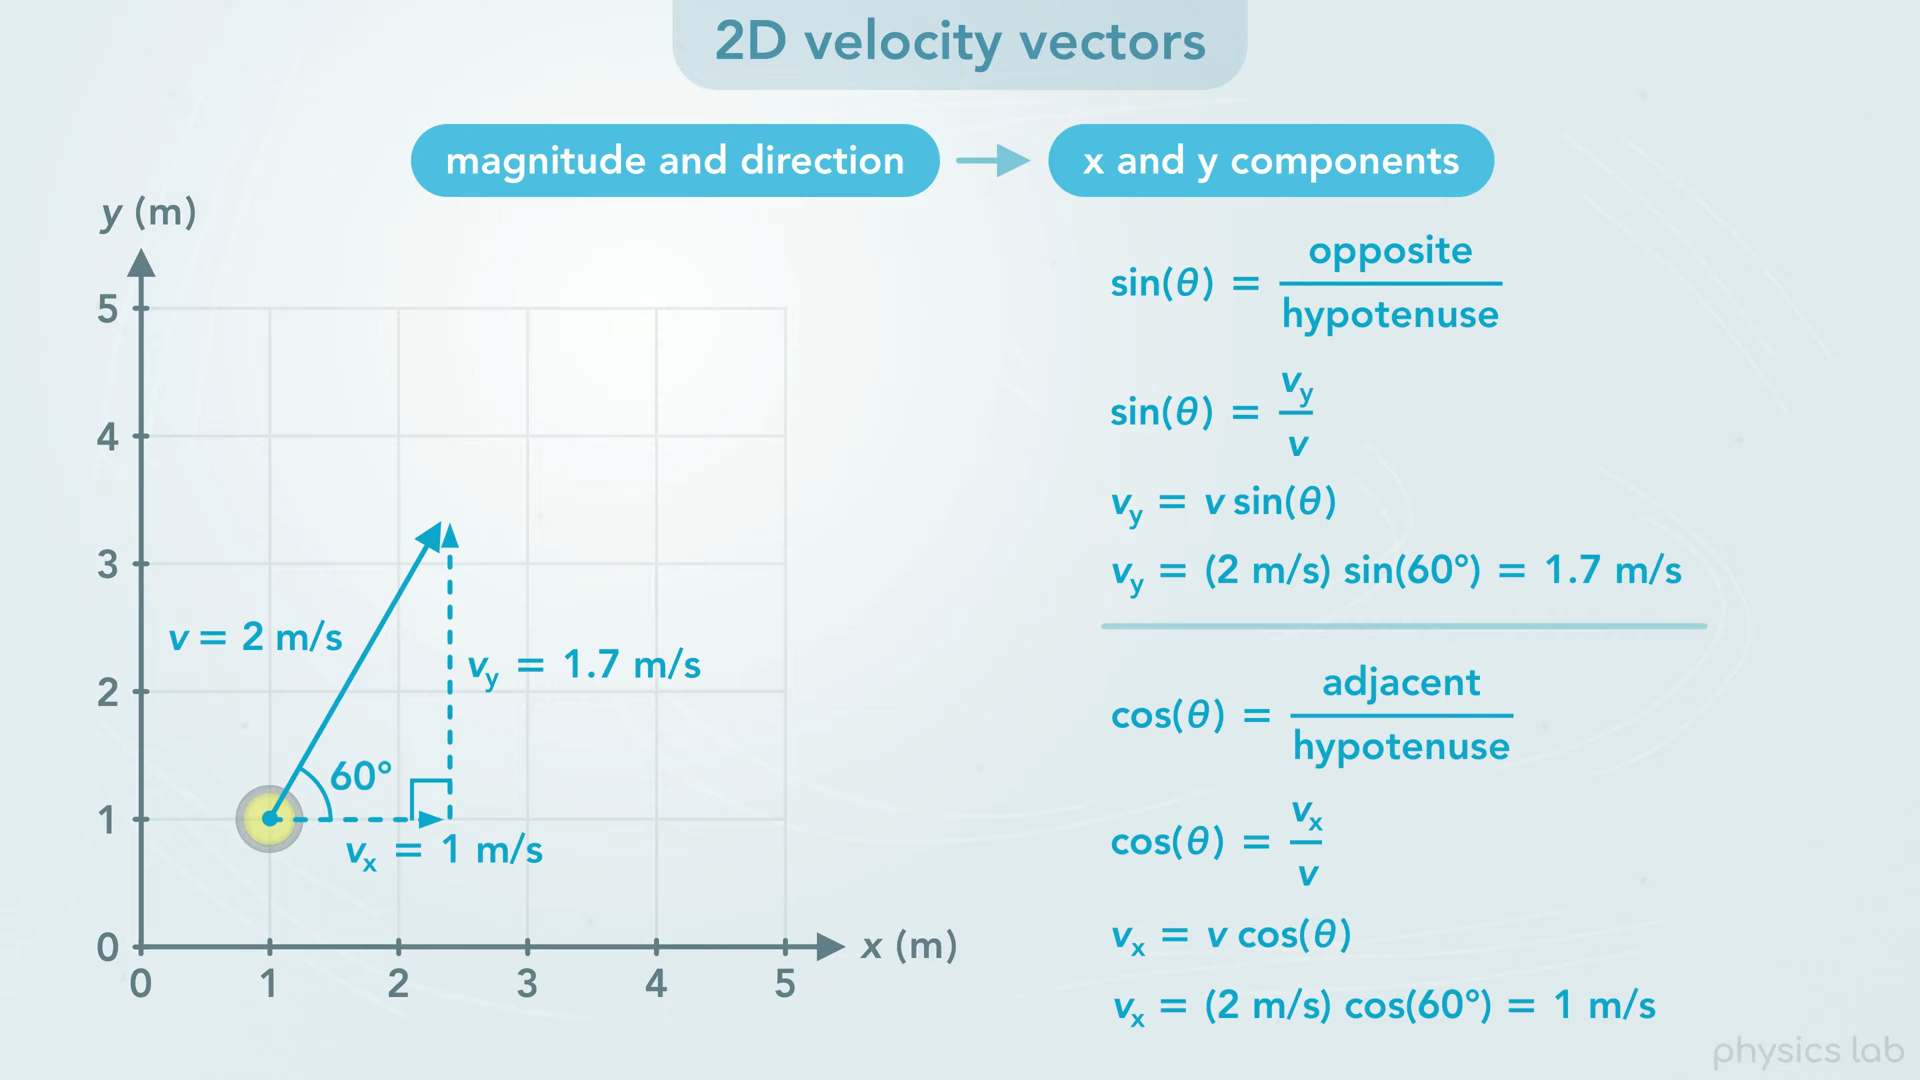 2D velocity vectors
magnitude and direction
x and y components
y (m)
5
4
3
2
1
0
0 1 2 3 4 5
x (m)
v = 2 m/s
60°
vy = 1.7 m/s
vx = 1 m/s
sin(θ) = opposite / hypotenuse
sin(θ) = vy / v
vy = v sin(θ)
vy = (2 m/s) sin(60°) = 1.7 m/s
cos(θ) = adjacent / hypotenuse
cos(θ) = vx / v
vx = v cos(θ)
vx = (2 m/s) cos(60°) = 1 m/s
physics lab